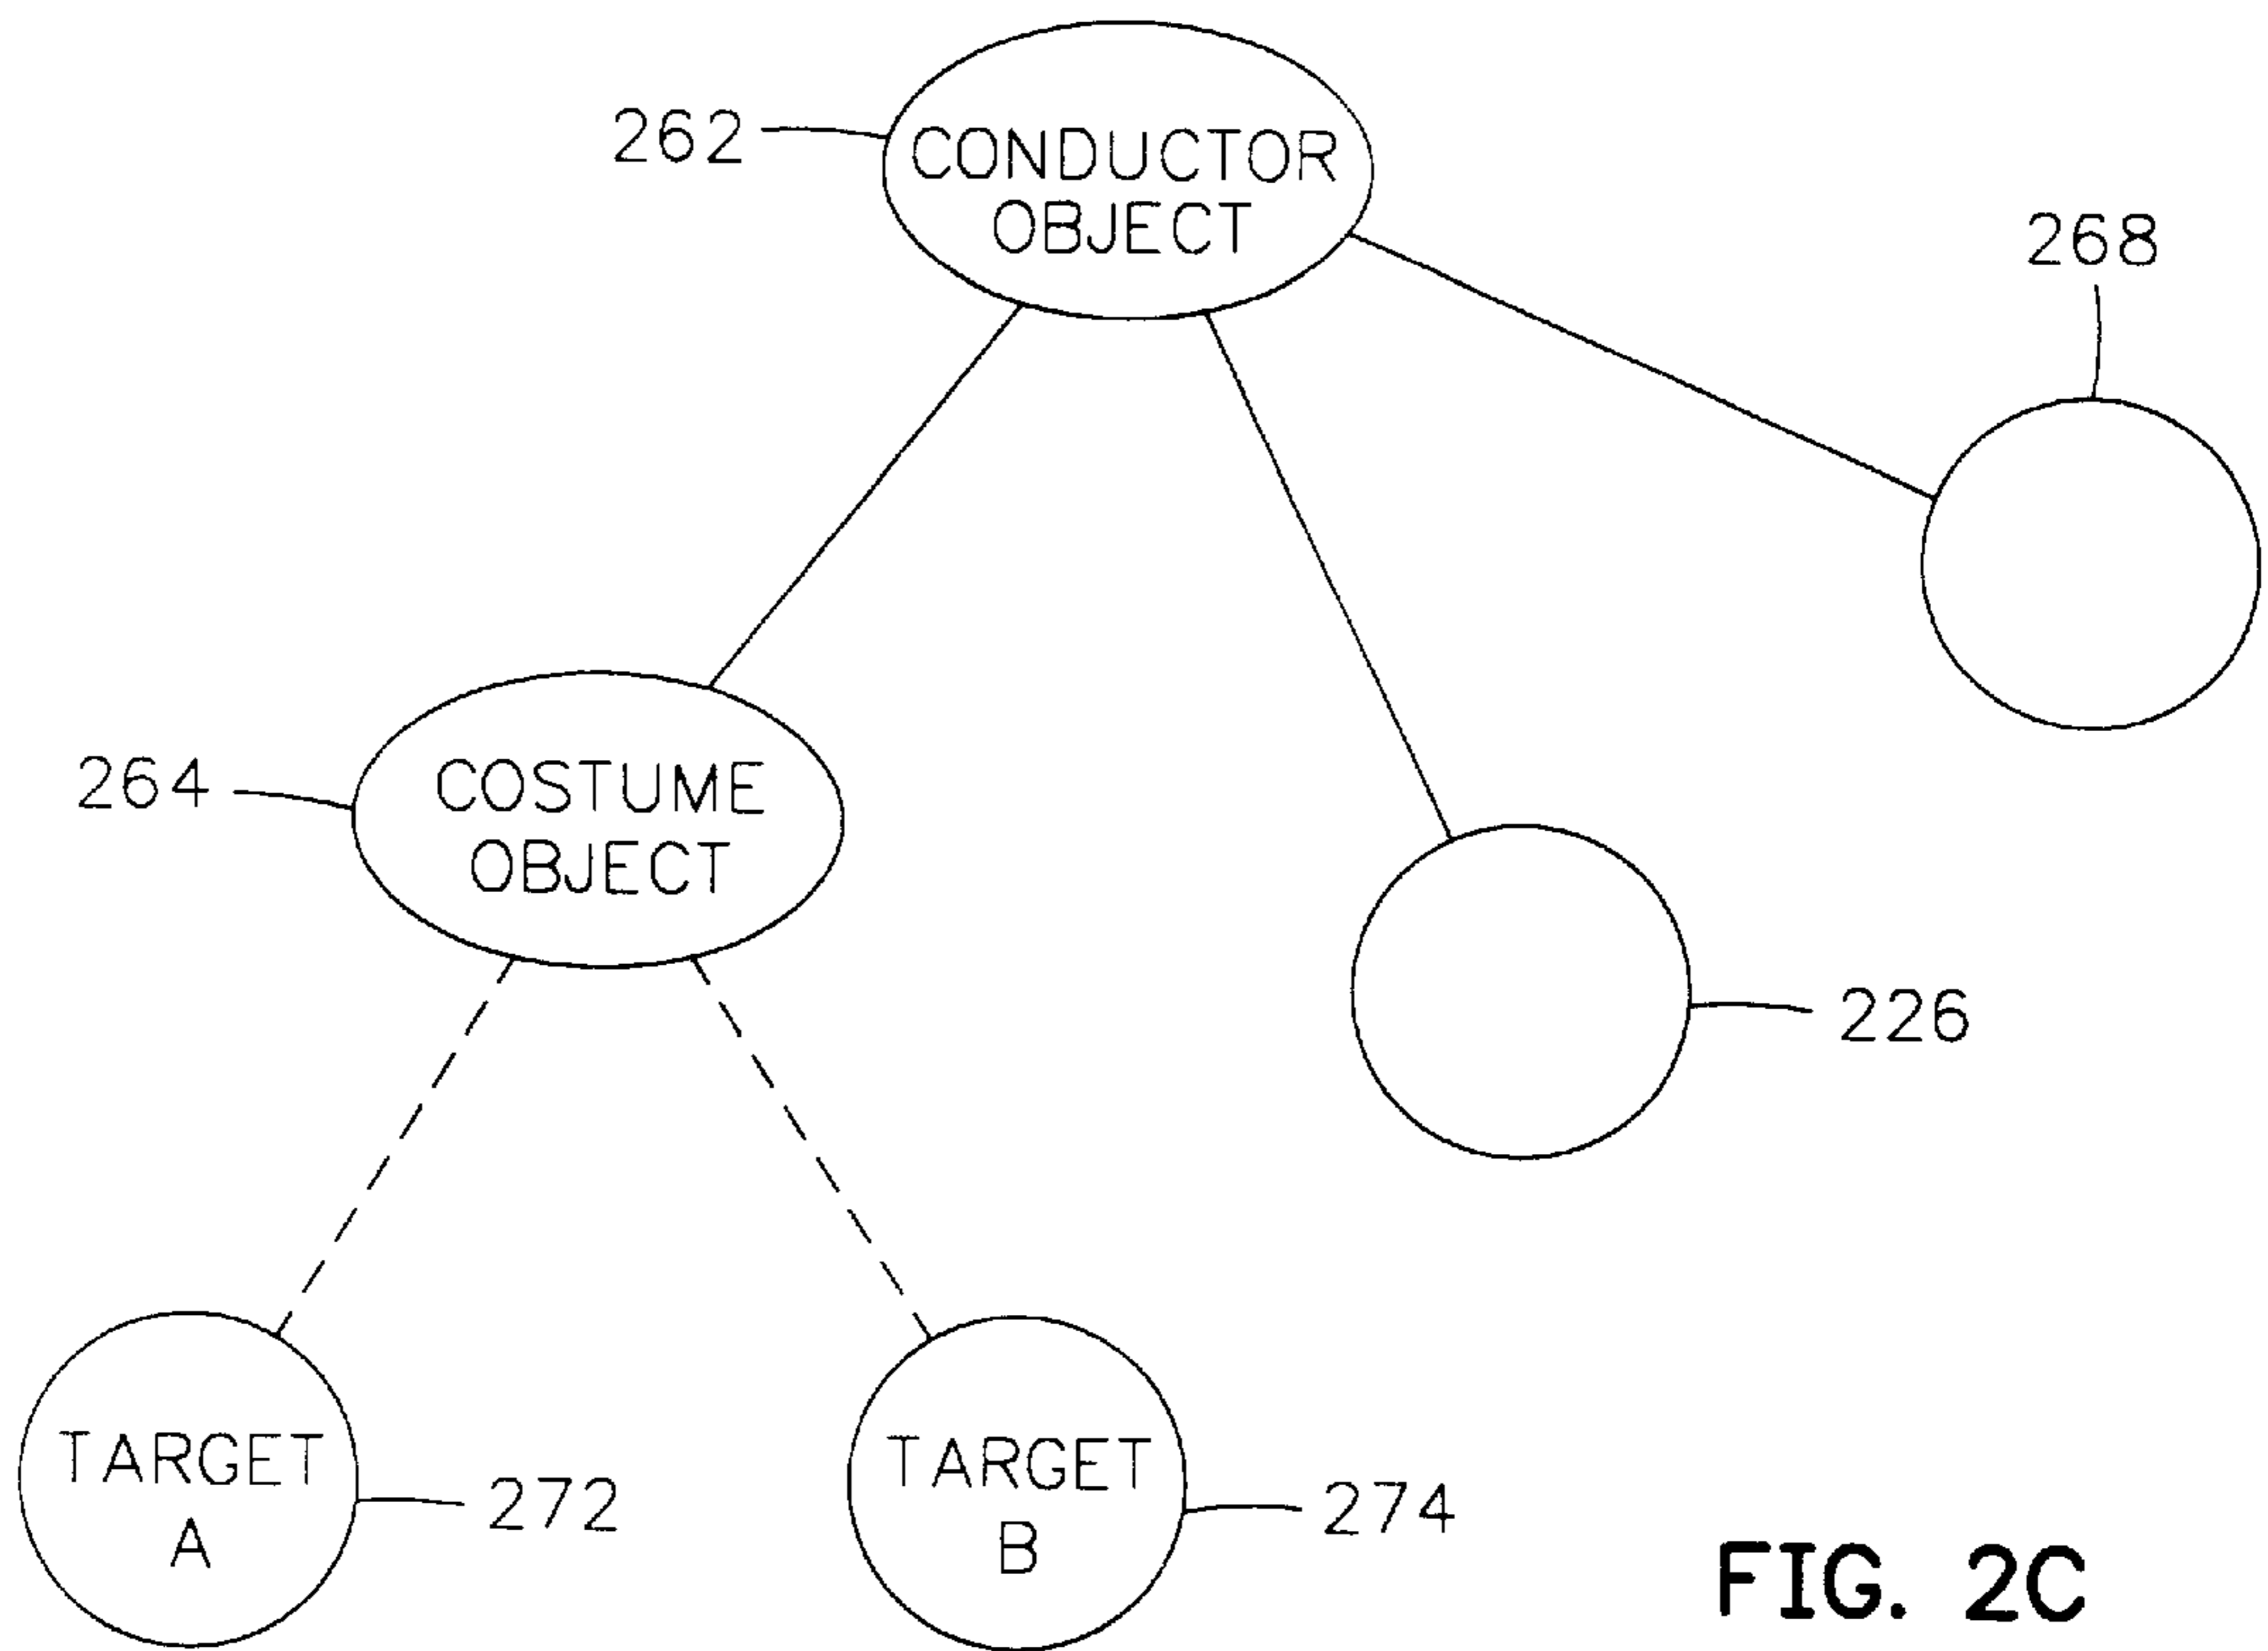 262
CONDUCTOR
OBJECT
268
264
COSTUME
OBJECT
226
TARGET
A
272
TARGET
B
274
FIG. 2C